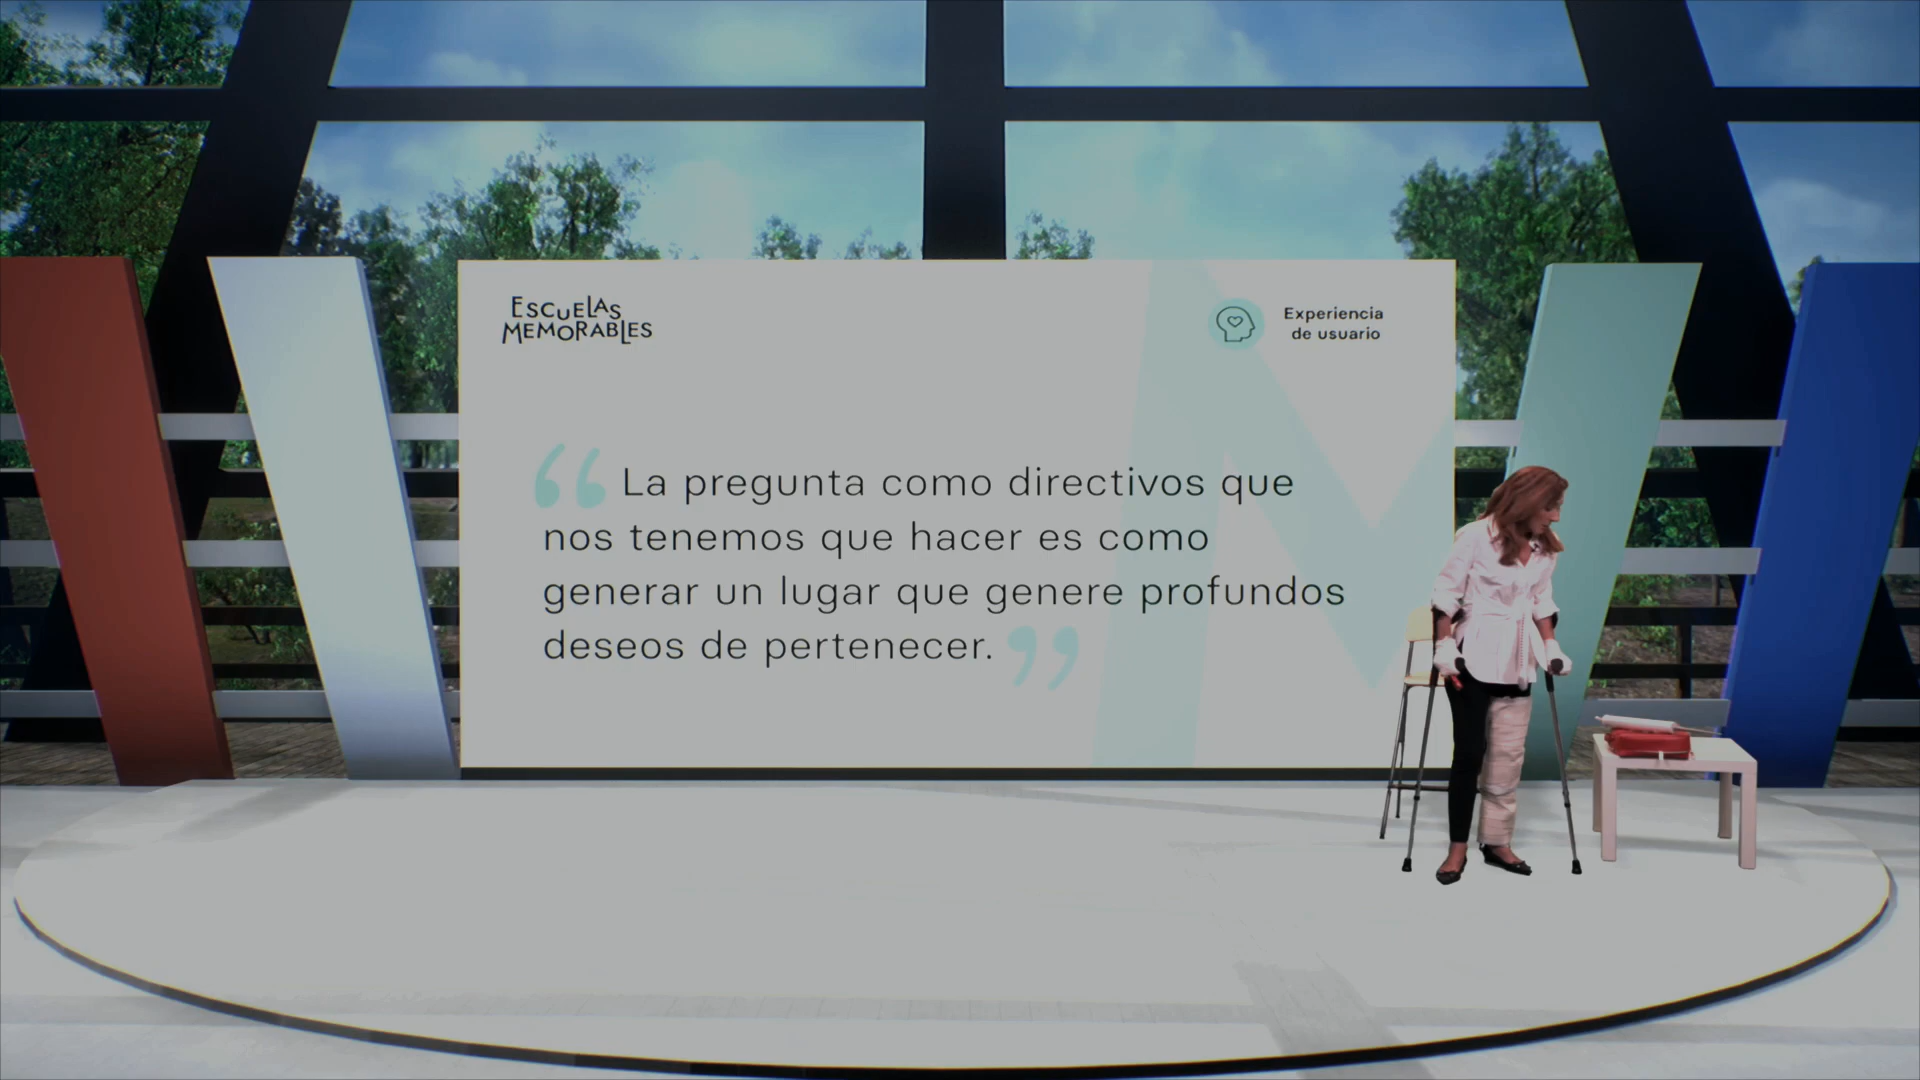 ESCUELAS
MEMORABLES
Experiencia
de usuario
“La pregunta como directivos que
nos tenemos que hacer es como
generar un lugar que genere profundos
deseos de pertenecer.”